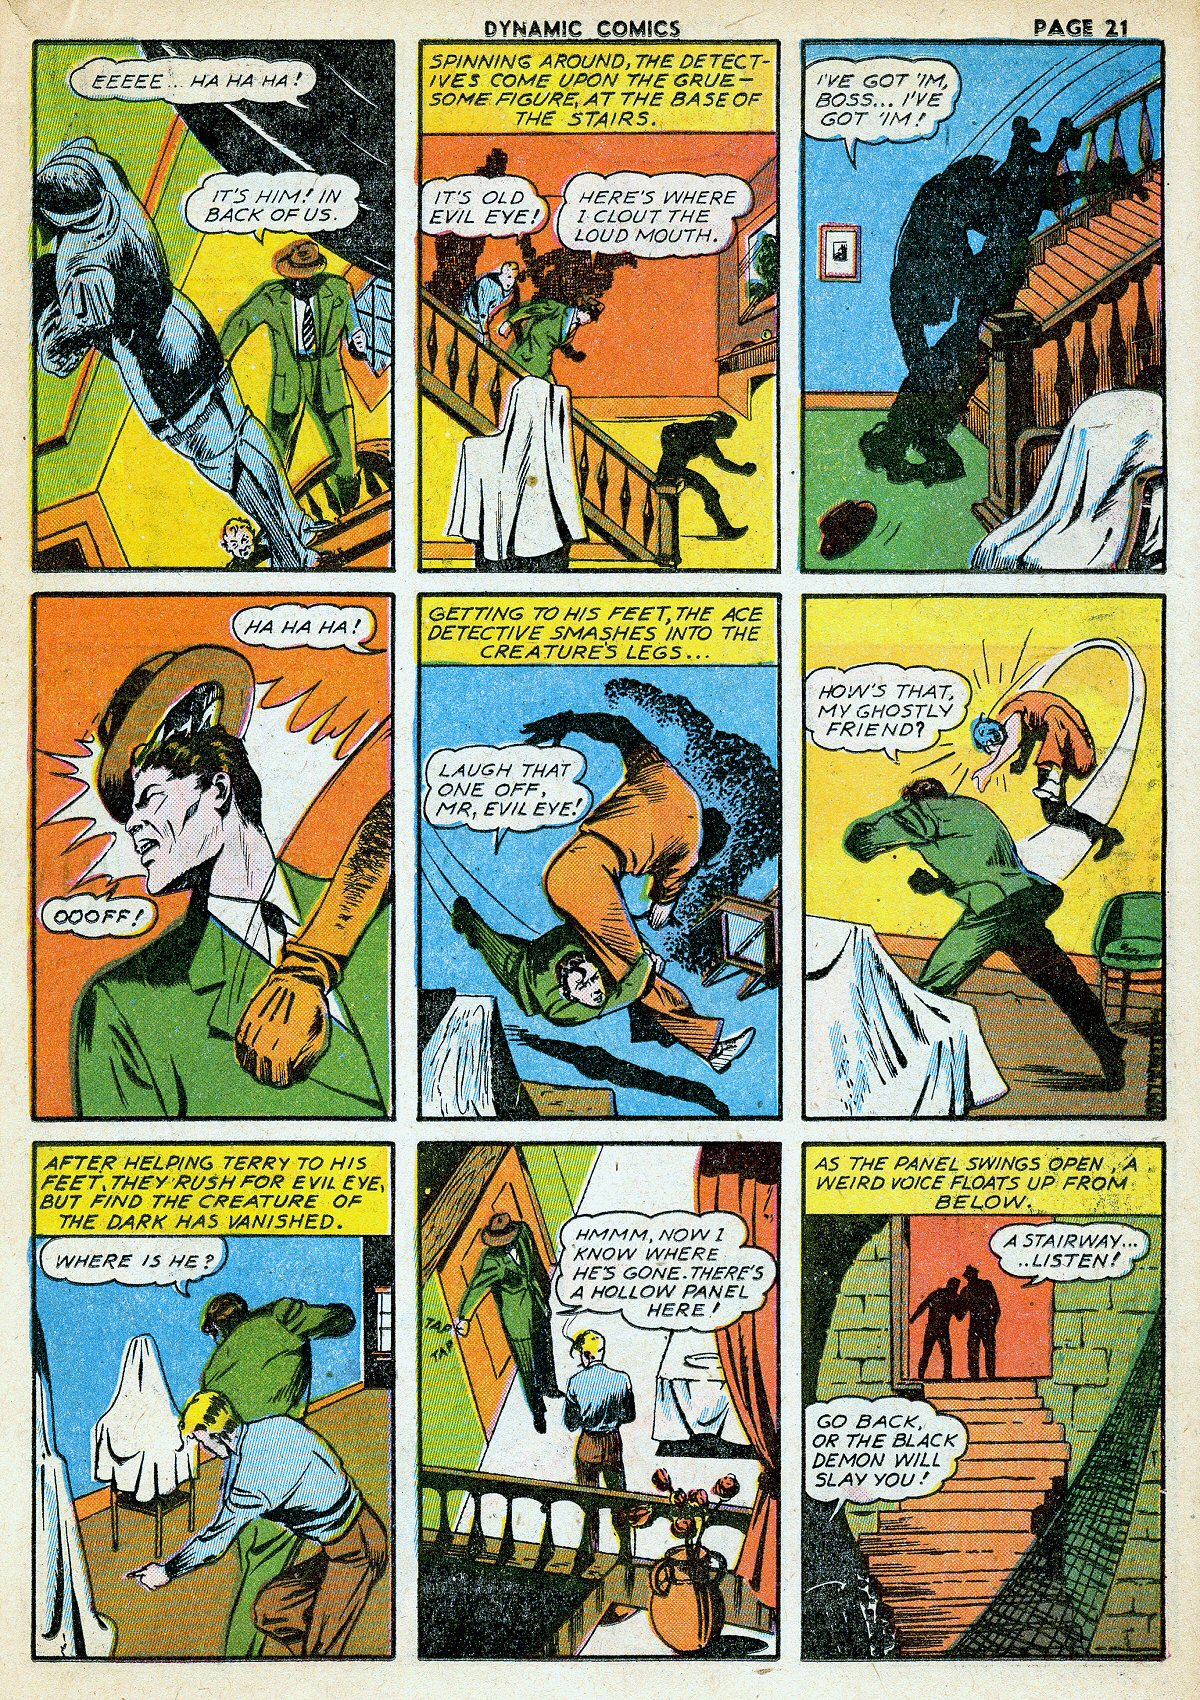 DYNAMIC COMICS
PAGE 21
EEEEE... HA HA HA!
IT'S HIM! IN
BACK OF US.
SPINNING AROUND, THE DETECT-
IVES COME UPON THE GRUE-
SOME FIGURE, AT THE BASE OF
THE STAIRS.
IT'S OLD
EVIL EYE!
HERE'S WHERE
I CLOUT THE
LOUD MOUTH.
I'VE GOT 'IM,
BOSS... I'VE
GOT 'IM!
HA HA HA!
OOOFF!
GETTING TO HIS FEET, THE ACE
DETECTIVE SMASHES INTO THE
CREATURE'S LEGS...
LAUGH THAT
ONE OFF,
MR, EVIL EYE!
HOW'S THAT,
MY GHOSTLY
FRIEND?
AFTER HELPING TERRY TO HIS
FEET, THEY RUSH FOR EVIL EYE,
BUT FIND THE CREATURE OF
THE DARK HAS VANISHED.
WHERE IS HE?
HMMM, NOW I
KNOW WHERE
HE'S GONE. THERE'S
A HOLLOW PANEL
HERE!
TAP
TAP
AS THE PANEL SWINGS OPEN, A
WEIRD VOICE FLOATS UP FROM
BELOW.
A STAIRWAY...
..LISTEN!
GO BACK,
OR THE BLACK
DEMON WILL
SLAY YOU!